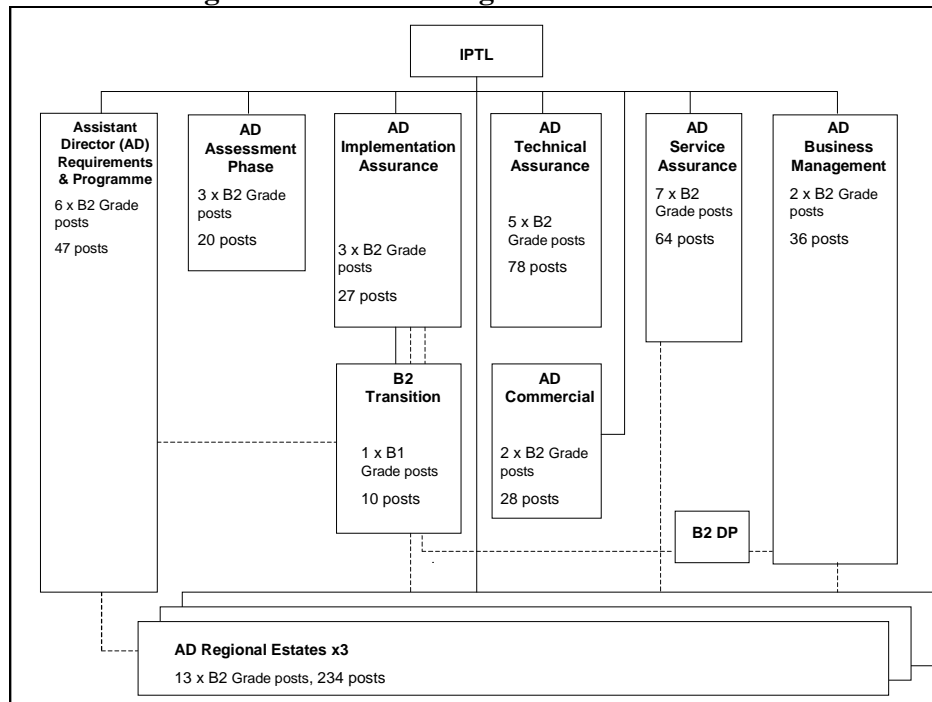 IPTL
Assistant
Director (AD)
Requirements
& Programme
6 x B2 Grade
posts
47 posts
AD
Assessment
Phase
3 x B2 Grade
posts
20 posts
AD
Implementation
Assurance
3 x B2 Grade
posts
27 posts
AD
Technical
Assurance
5 x B2
Grade posts
78 posts
AD
Service
Assurance
7 x B2
Grade posts
64 posts
AD
Business
Management
2 x B2 Grade
posts
36 posts
B2
Transition
1 x B1
Grade posts
10 posts
AD
Commercial
2 x B2 Grade
posts
28 posts
B2 DP
AD Regional Estates x3
13 x B2 Grade posts, 234 posts